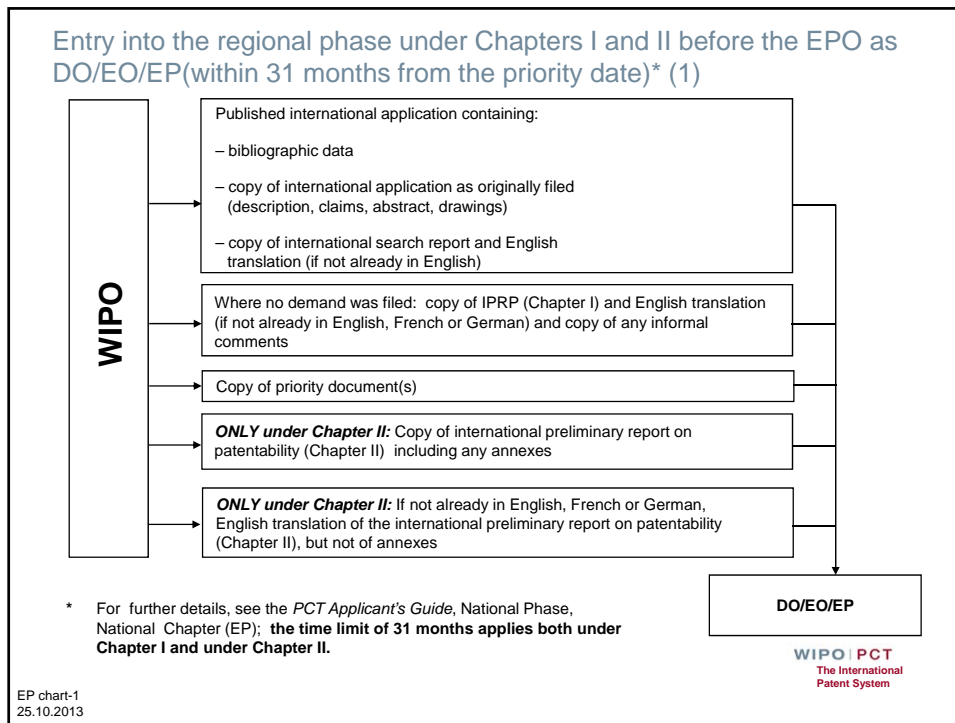 Entry into the regional phase under Chapters I and II before the EPO as
DO/EO/EP(within 31 months from the priority date)* (1)
WIPO
Published international application containing:
– bibliographic data
– copy of international application as originally filed
(description, claims, abstract, drawings)
– copy of international search report and English
translation (if not already in English)
Where no demand was filed: copy of IPRP (Chapter I) and English translation
(if not already in English, French or German) and copy of any informal
comments
Copy of priority document(s)
ONLY under Chapter II: Copy of international preliminary report on
patentability (Chapter II) including any annexes
ONLY under Chapter II: If not already in English, French or German,
English translation of the international preliminary report on patentability
(Chapter II), but not of annexes
DO/EO/EP
* For further details, see the PCT Applicant's Guide, National Phase,
National Chapter (EP); the time limit of 31 months applies both under
Chapter I and under Chapter II.
WIPO|PCT
The International
Patent System
EP chart-1
25.10.2013